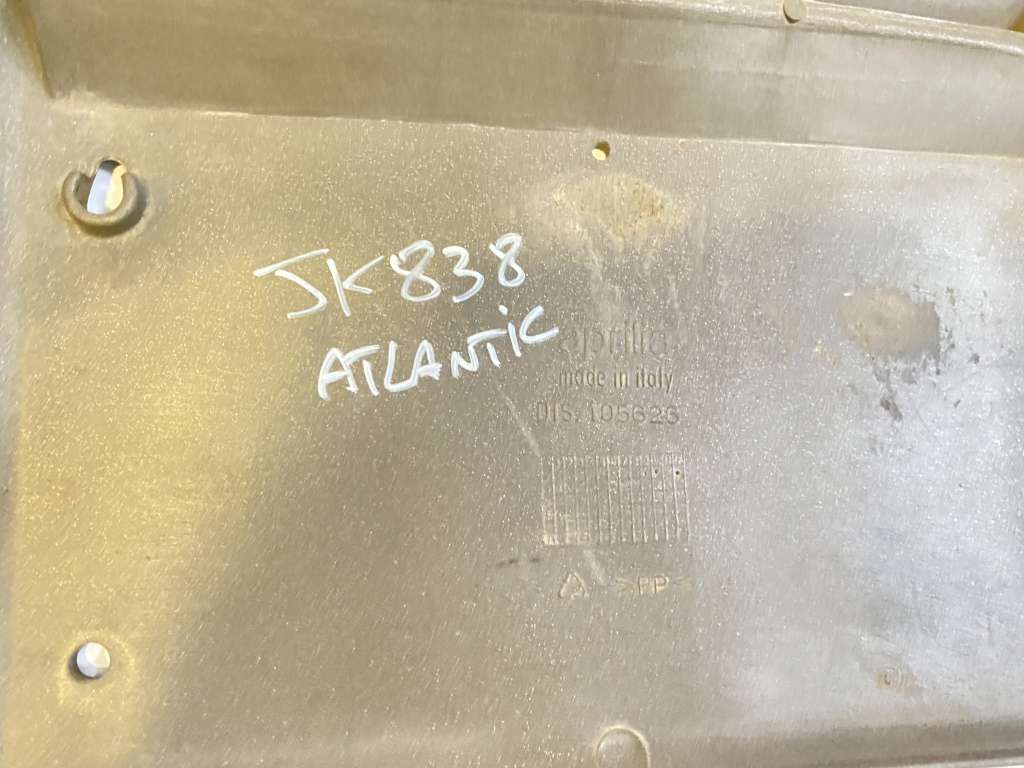 JK838
ATLANTIC
aprilia
made in italy
DIS.105626
>PP<